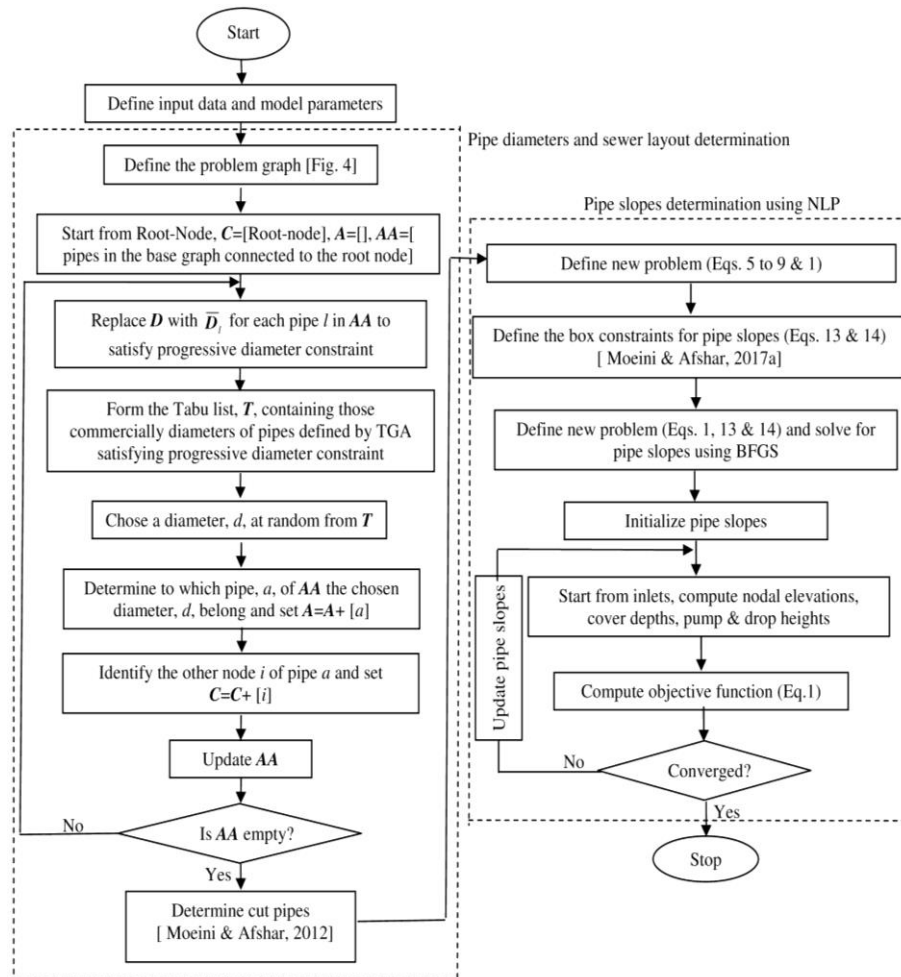 Start
Define input data and model parameters
Pipe diameters and sewer layout determination
Define the problem graph [Fig. 4]
Start from Root-Node, C=[Root-node], A=[], AA=[
pipes in the base graph connected to the root node]
Replace D with D̅l for each pipe l in AA to
satisfy progressive diameter constraint
Form the Tabu list, T, containing those
commercially diameters of pipes defined by TGA
satisfying progressive diameter constraint
Chose a diameter, d, at random from T
Determine to which pipe, a, of AA the chosen
diameter, d, belong and set A=A+ [a]
Identify the other node i of pipe a and set
C=C+ [i]
Update AA
Is AA empty?
No
Yes
Determine cut pipes
[ Moeini & Afshar, 2012]
Pipe slopes determination using NLP
Define new problem (Eqs. 5 to 9 & 1)
Define the box constraints for pipe slopes (Eqs. 13 & 14)
[ Moeini & Afshar, 2017a]
Define new problem (Eqs. 1, 13 & 14) and solve for
pipe slopes using BFGS
Initialize pipe slopes
Update pipe slopes
Start from inlets, compute nodal elevations,
cover depths, pump & drop heights
Compute objective function (Eq.1)
No
Converged?
Yes
Stop